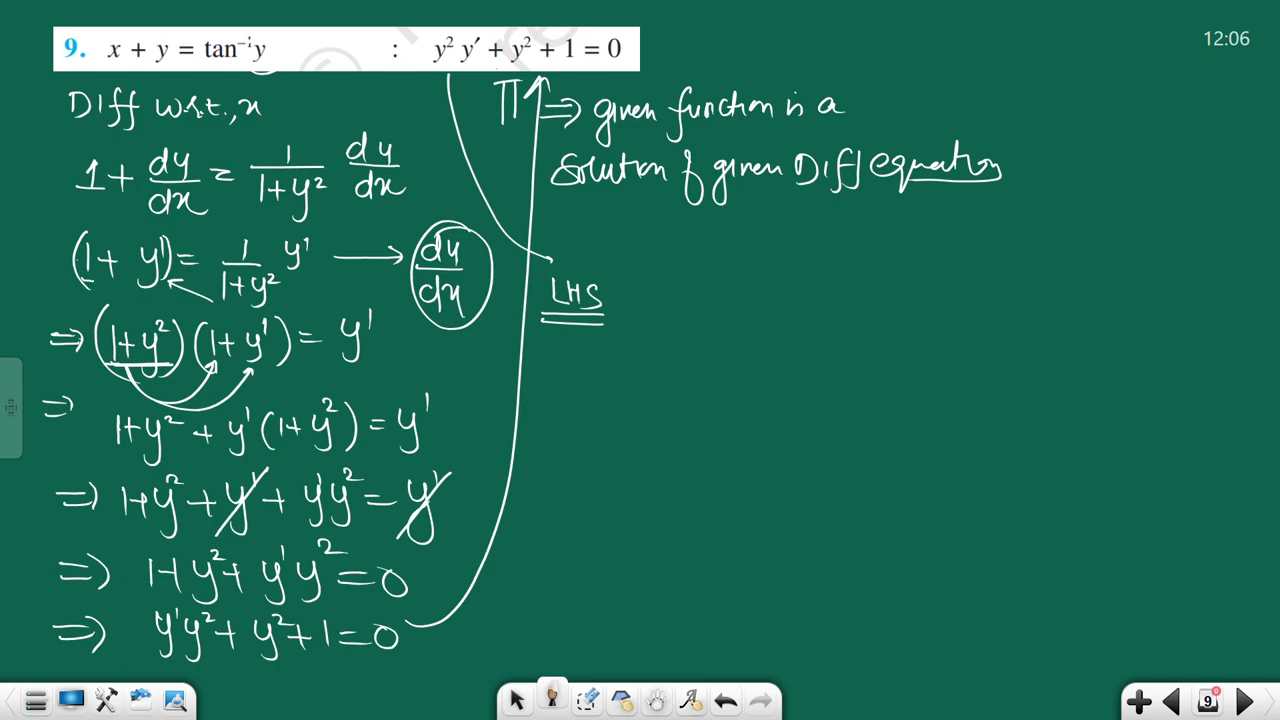 9. x + y = tan⁻ⁱy : y² y′ + y² + 1 = 0
12:06
Diff w.r.t., x
1 + dy/dx = 1/(1+y²) dy/dx
(1 + y') = 1/(1+y²) y' → dy/dx
⇒ (1+y²)(1+y') = y'
⇒ 1+y² + y'(1+y²) = y'
⇒ 1+y² + y' + y'y² = y'
⇒ 1+y² + y'y² = 0
⇒ y'y² + y² + 1 = 0
⇒ given function is a
Solution of given Diff equation
LHS
9